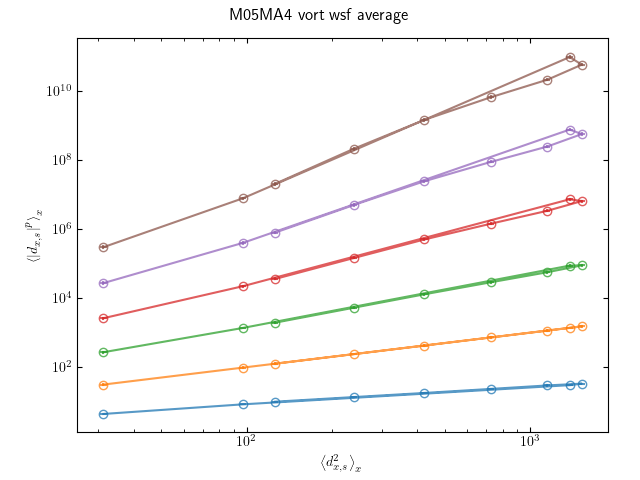 M05MA4 vort wsf average
⟨|d_{x,s}|^p⟩_x
10^{10}
10^8
10^6
10^4
10^2
10^2 10^3
⟨d_{x,s}^2⟩_x